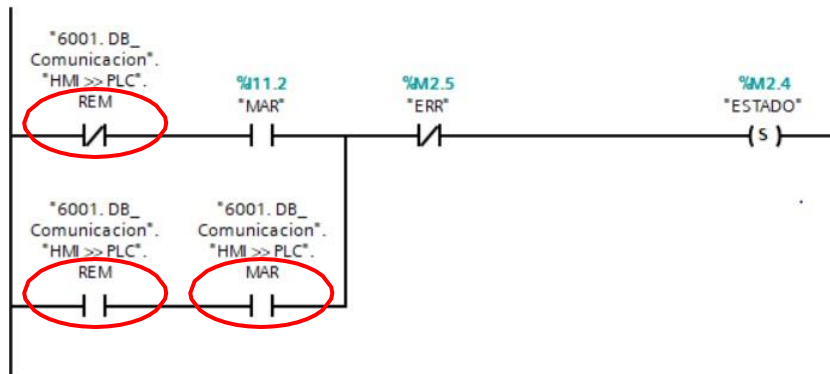 "6001. DB_
Comunicacion".
"HMI >> PLC".
REM
%I11.2
"MAR"
%M2.5
"ERR"
%M2.4
"ESTADO"
S
"6001. DB_
Comunicacion".
"HMI >> PLC".
REM
"6001. DB_
Comunicacion".
"HMI >> PLC".
MAR